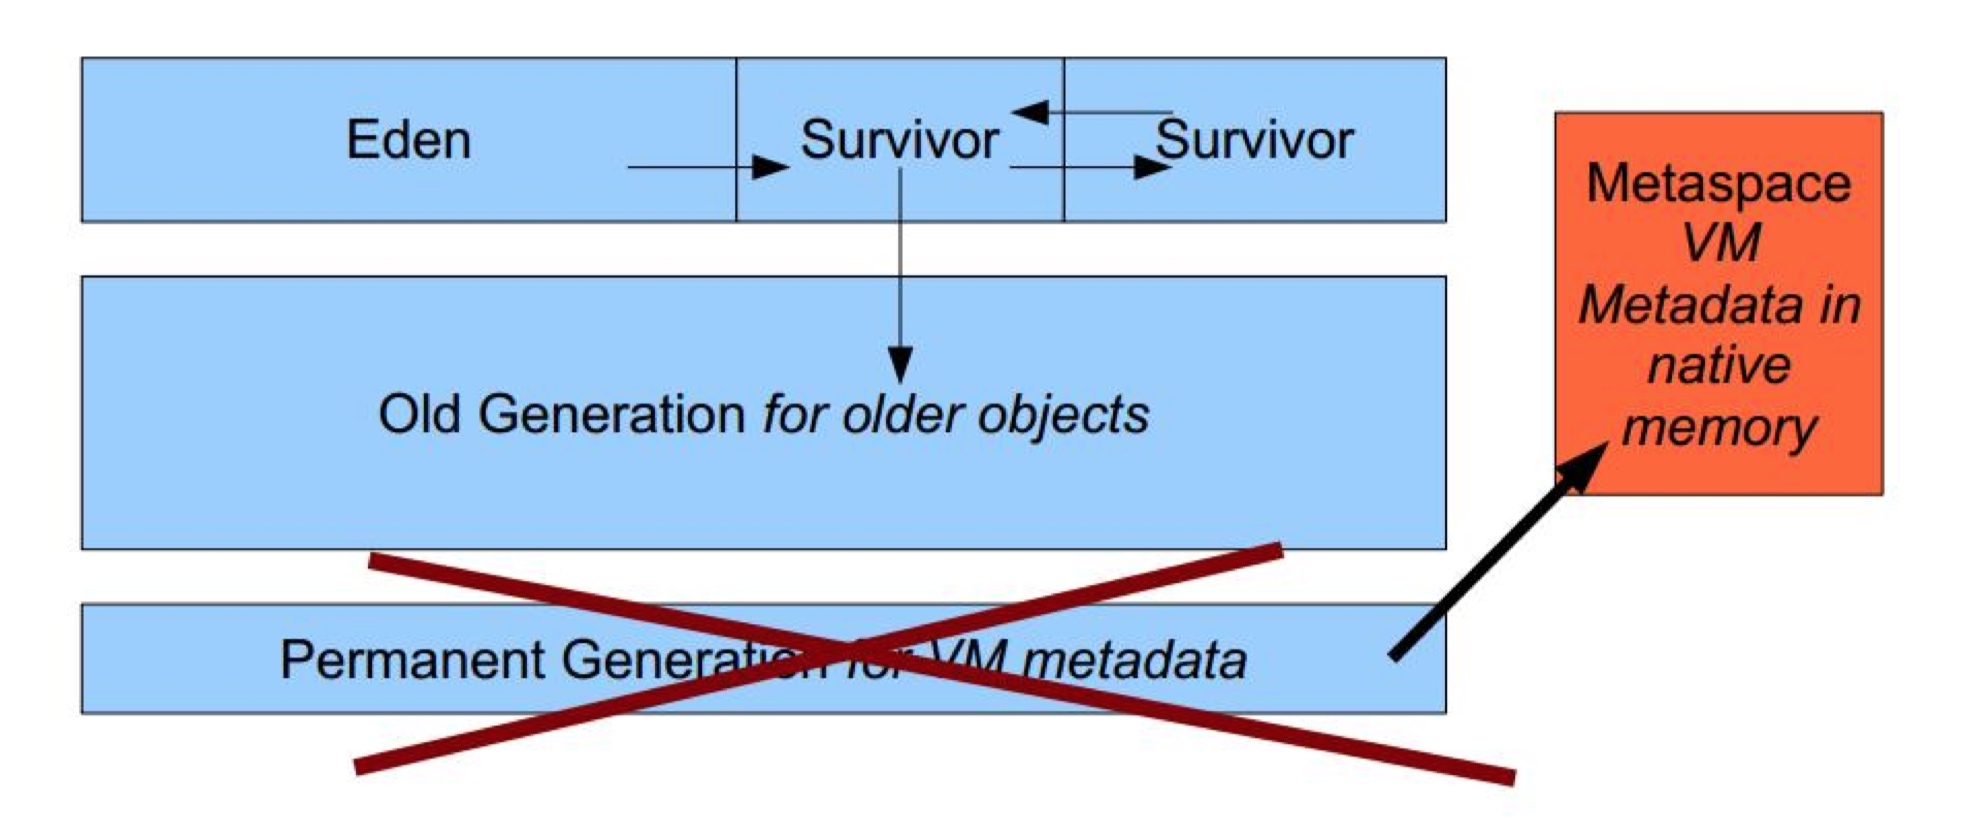 Eden
Survivor
Survivor
Metaspace
VM
Metadata in
native
memory
Old Generation for older objects
Permanent Generation for VM metadata